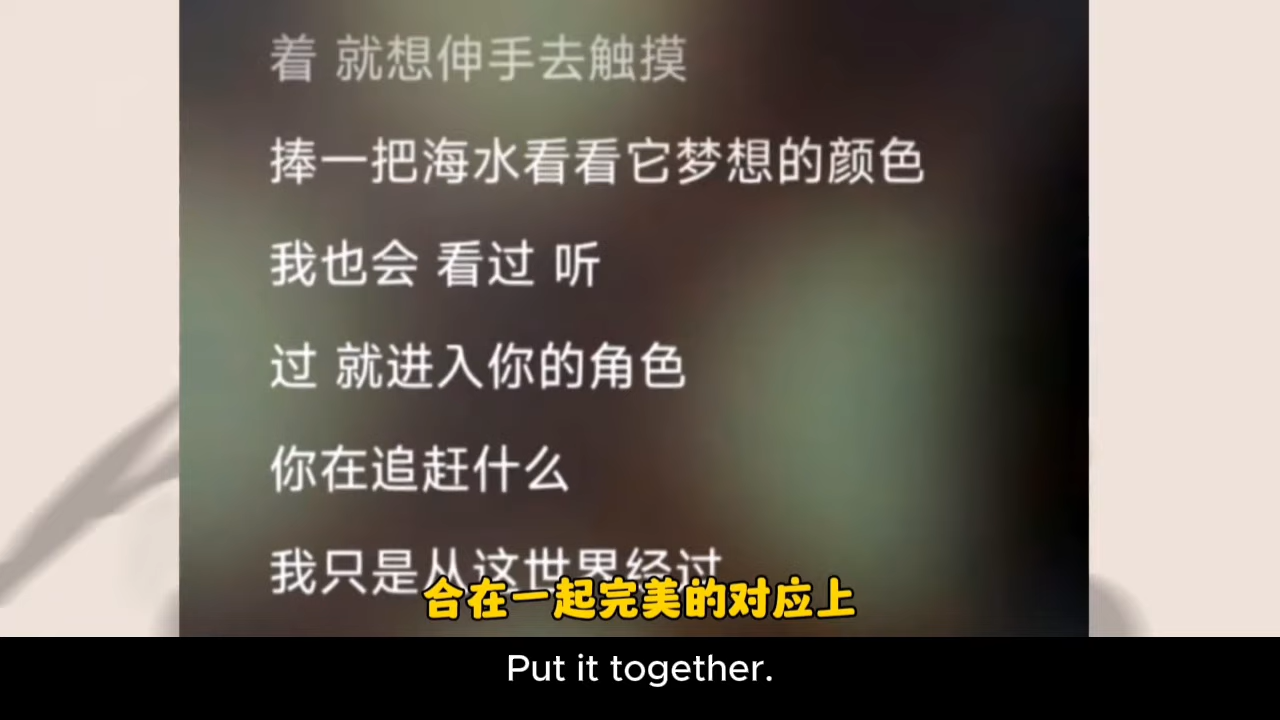 着 就想伸手去触摸
捧一把海水看看它梦想的颜色
我也会 看过 听
过 就进入你的角色
你在追赶什么
我只是从这世界经过
合在一起完美的对应上
Put it together.